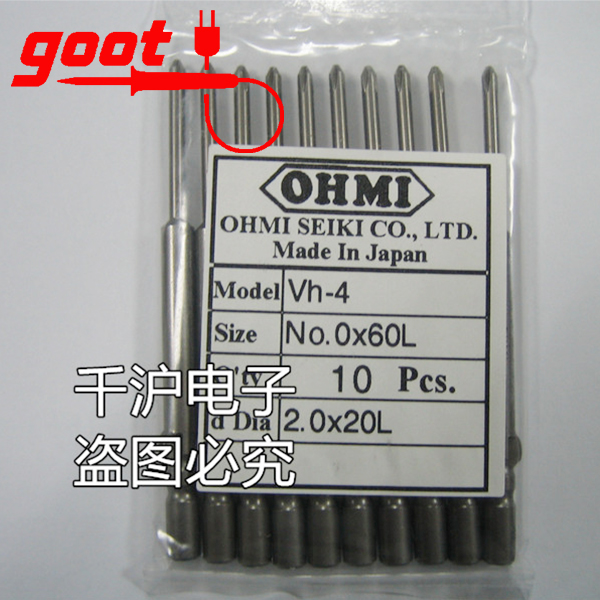 goot
OHMI
OHMI SEIKI CO., LTD.
Made In Japan
Model Vh-4
Size No.0x60L
ty 10 Pcs.
d Dia 2.0x20L
千沪电子
盗图必究